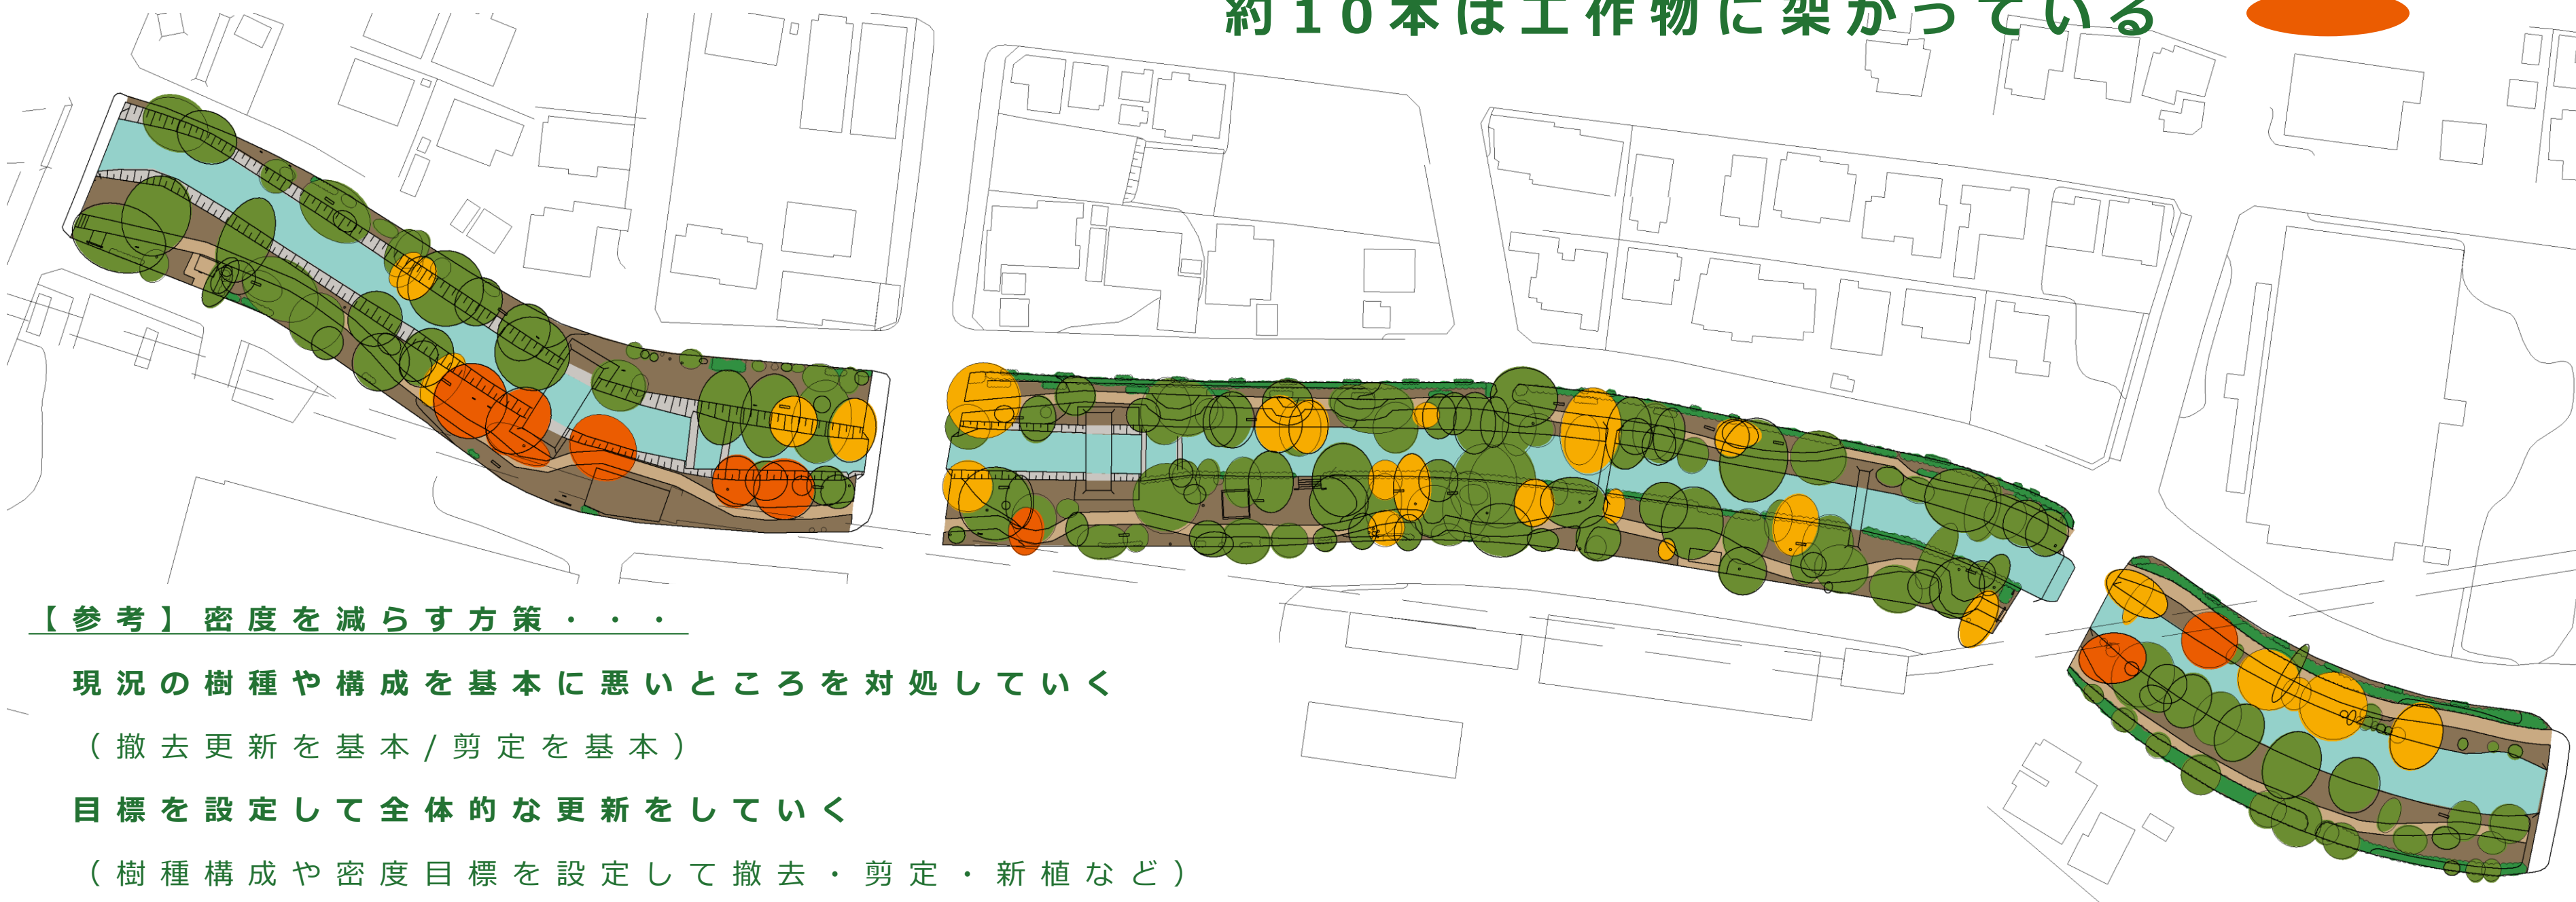 約10本は工作物に架かっている
【参考】密度を減らす方策・・・
現況の樹種や構成を基本に悪いところを対処していく
（撤去更新を基本/剪定を基本）
目標を設定して全体的な更新をしていく
（樹種構成や密度目標を設定して撤去・剪定・新植など）